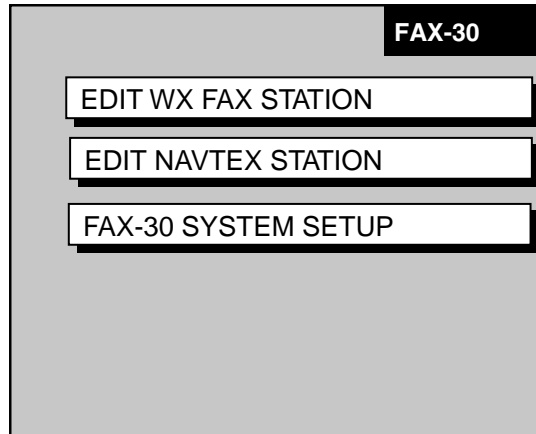 FAX-30
EDIT WX FAX STATION
EDIT NAVTEX STATION
FAX-30 SYSTEM SETUP